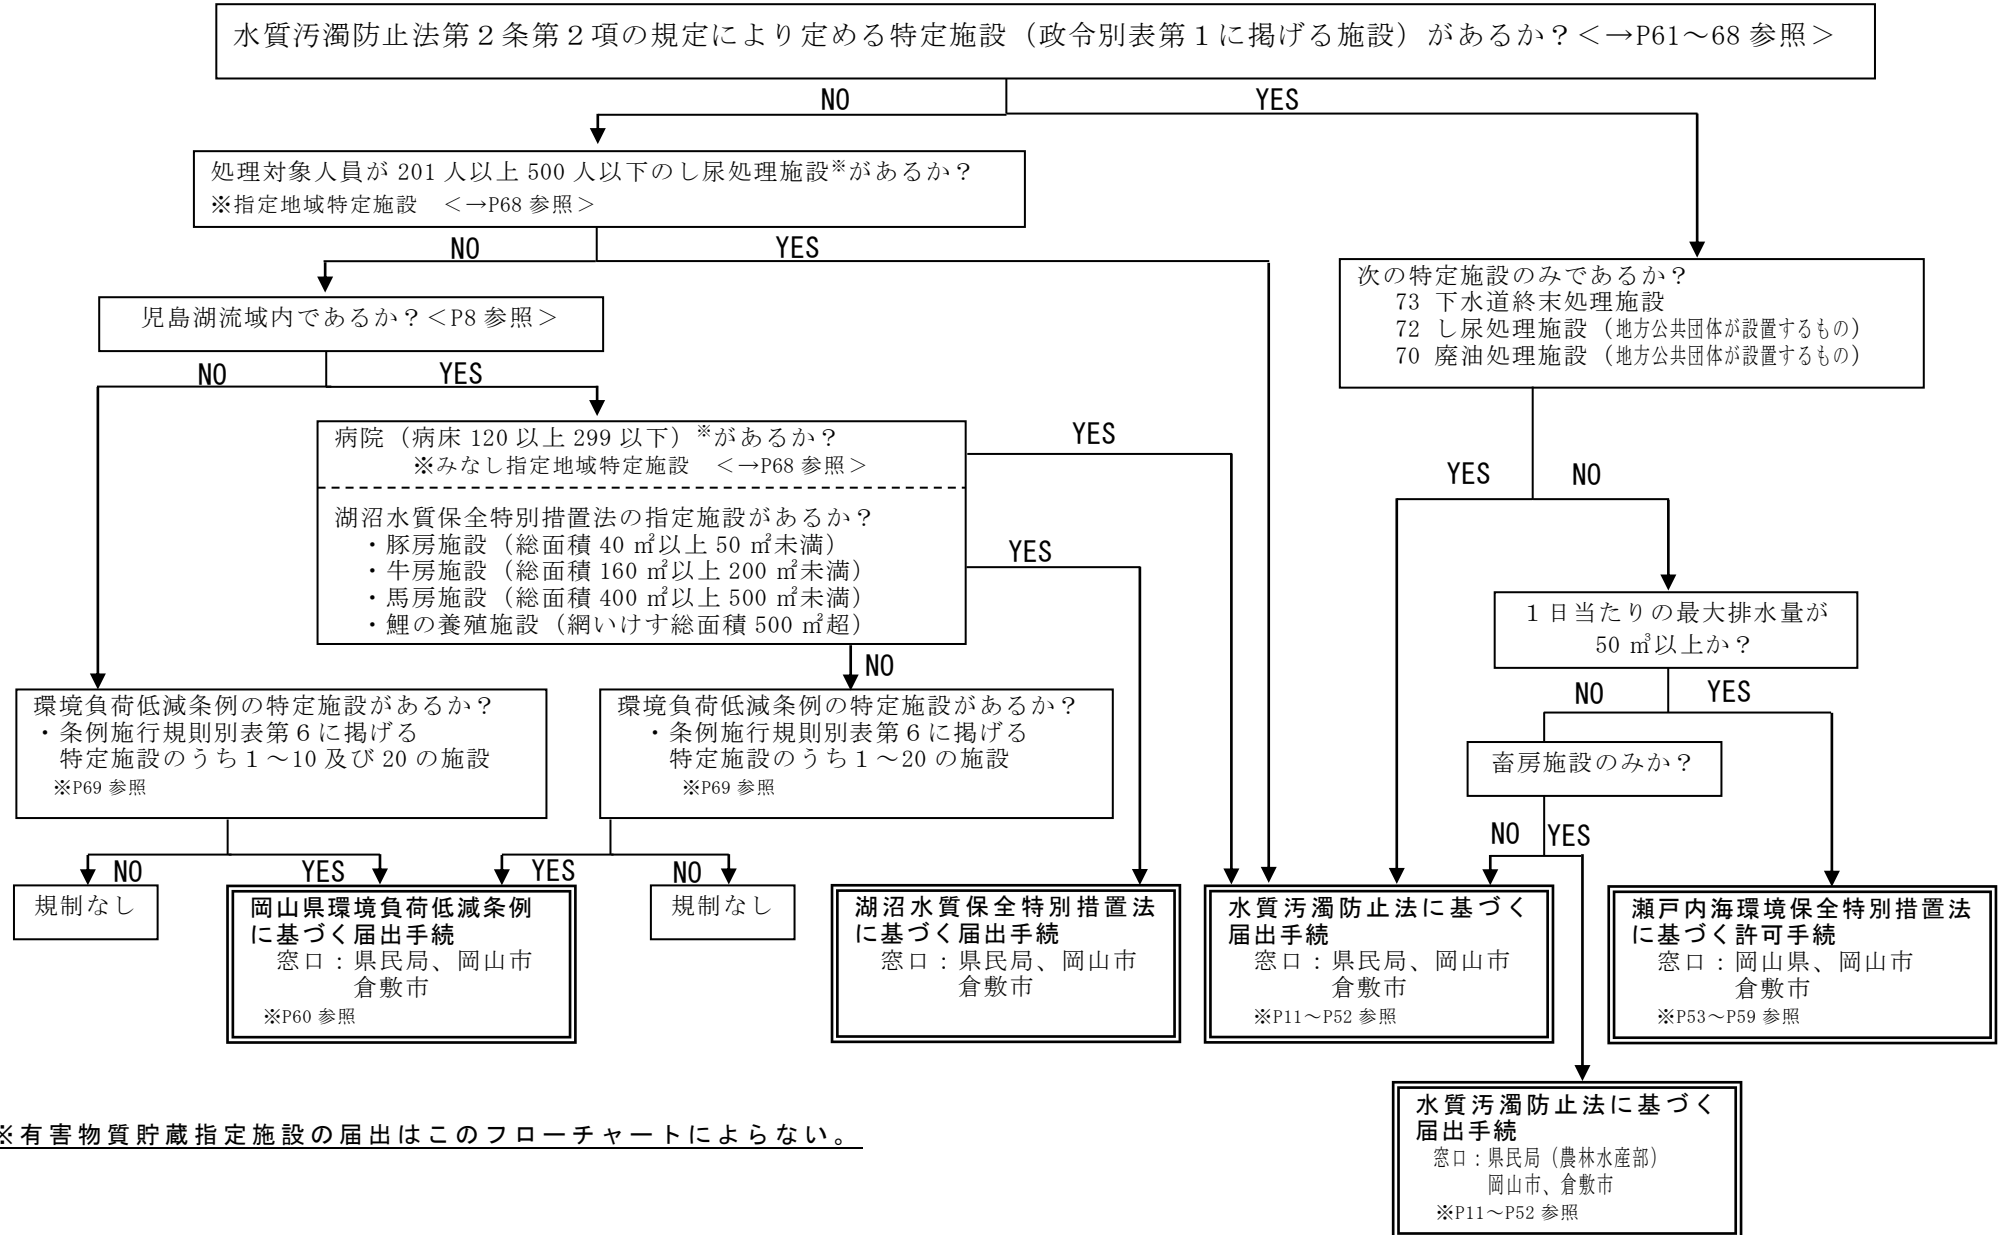 水質汚濁防止法第２条第２項の規定により定める特定施設（政令別表第１に掲げる施設）があるか？＜→P61～68 参照＞
NO
YES
処理対象人員が 201 人以上 500 人以下のし尿処理施設※があるか？
※指定地域特定施設　＜→P68 参照＞
NO
YES
次の特定施設のみであるか？
73 下水道終末処理施設
72 し尿処理施設（地方公共団体が設置するもの）
70 廃油処理施設（地方公共団体が設置するもの）
児島湖流域内であるか？＜P8 参照＞
NO
YES
病院（病床 120 以上 299 以下）※があるか？
※みなし指定地域特定施設　＜→P68 参照＞
YES
湖沼水質保全特別措置法の指定施設があるか？
・豚房施設（総面積 40 ㎡以上 50 ㎡未満）
・牛房施設（総面積 160 ㎡以上 200 ㎡未満）
・馬房施設（総面積 400 ㎡以上 500 ㎡未満）
・鯉の養殖施設（網いけす総面積 500 ㎡超）
YES
NO
YES
NO
１日当たりの最大排水量が
50 ㎥以上か？
NO
YES
環境負荷低減条例の特定施設があるか？
・条例施行規則別表第６に掲げる
特定施設のうち１～10 及び 20 の施設
※P69 参照
環境負荷低減条例の特定施設があるか？
・条例施行規則別表第６に掲げる
特定施設のうち１～20 の施設
※P69 参照
畜房施設のみか？
NO
YES
NO
YES
YES
NO
規制なし
岡山県環境負荷低減条例
に基づく届出手続
窓口：県民局、岡山市
倉敷市
※P60 参照
規制なし
湖沼水質保全特別措置法
に基づく届出手続
窓口：県民局、岡山市
倉敷市
水質汚濁防止法に基づく
届出手続
窓口：県民局、岡山市
倉敷市
※P11～P52 参照
瀬戸内海環境保全特別措置法
に基づく許可手続
窓口：岡山県、岡山市
倉敷市
※P53～P59 参照
水質汚濁防止法に基づく
届出手続
窓口：県民局（農林水産部）
岡山市、倉敷市
※P11～P52 参照
※有害物質貯蔵指定施設の届出はこのフローチャートによらない。